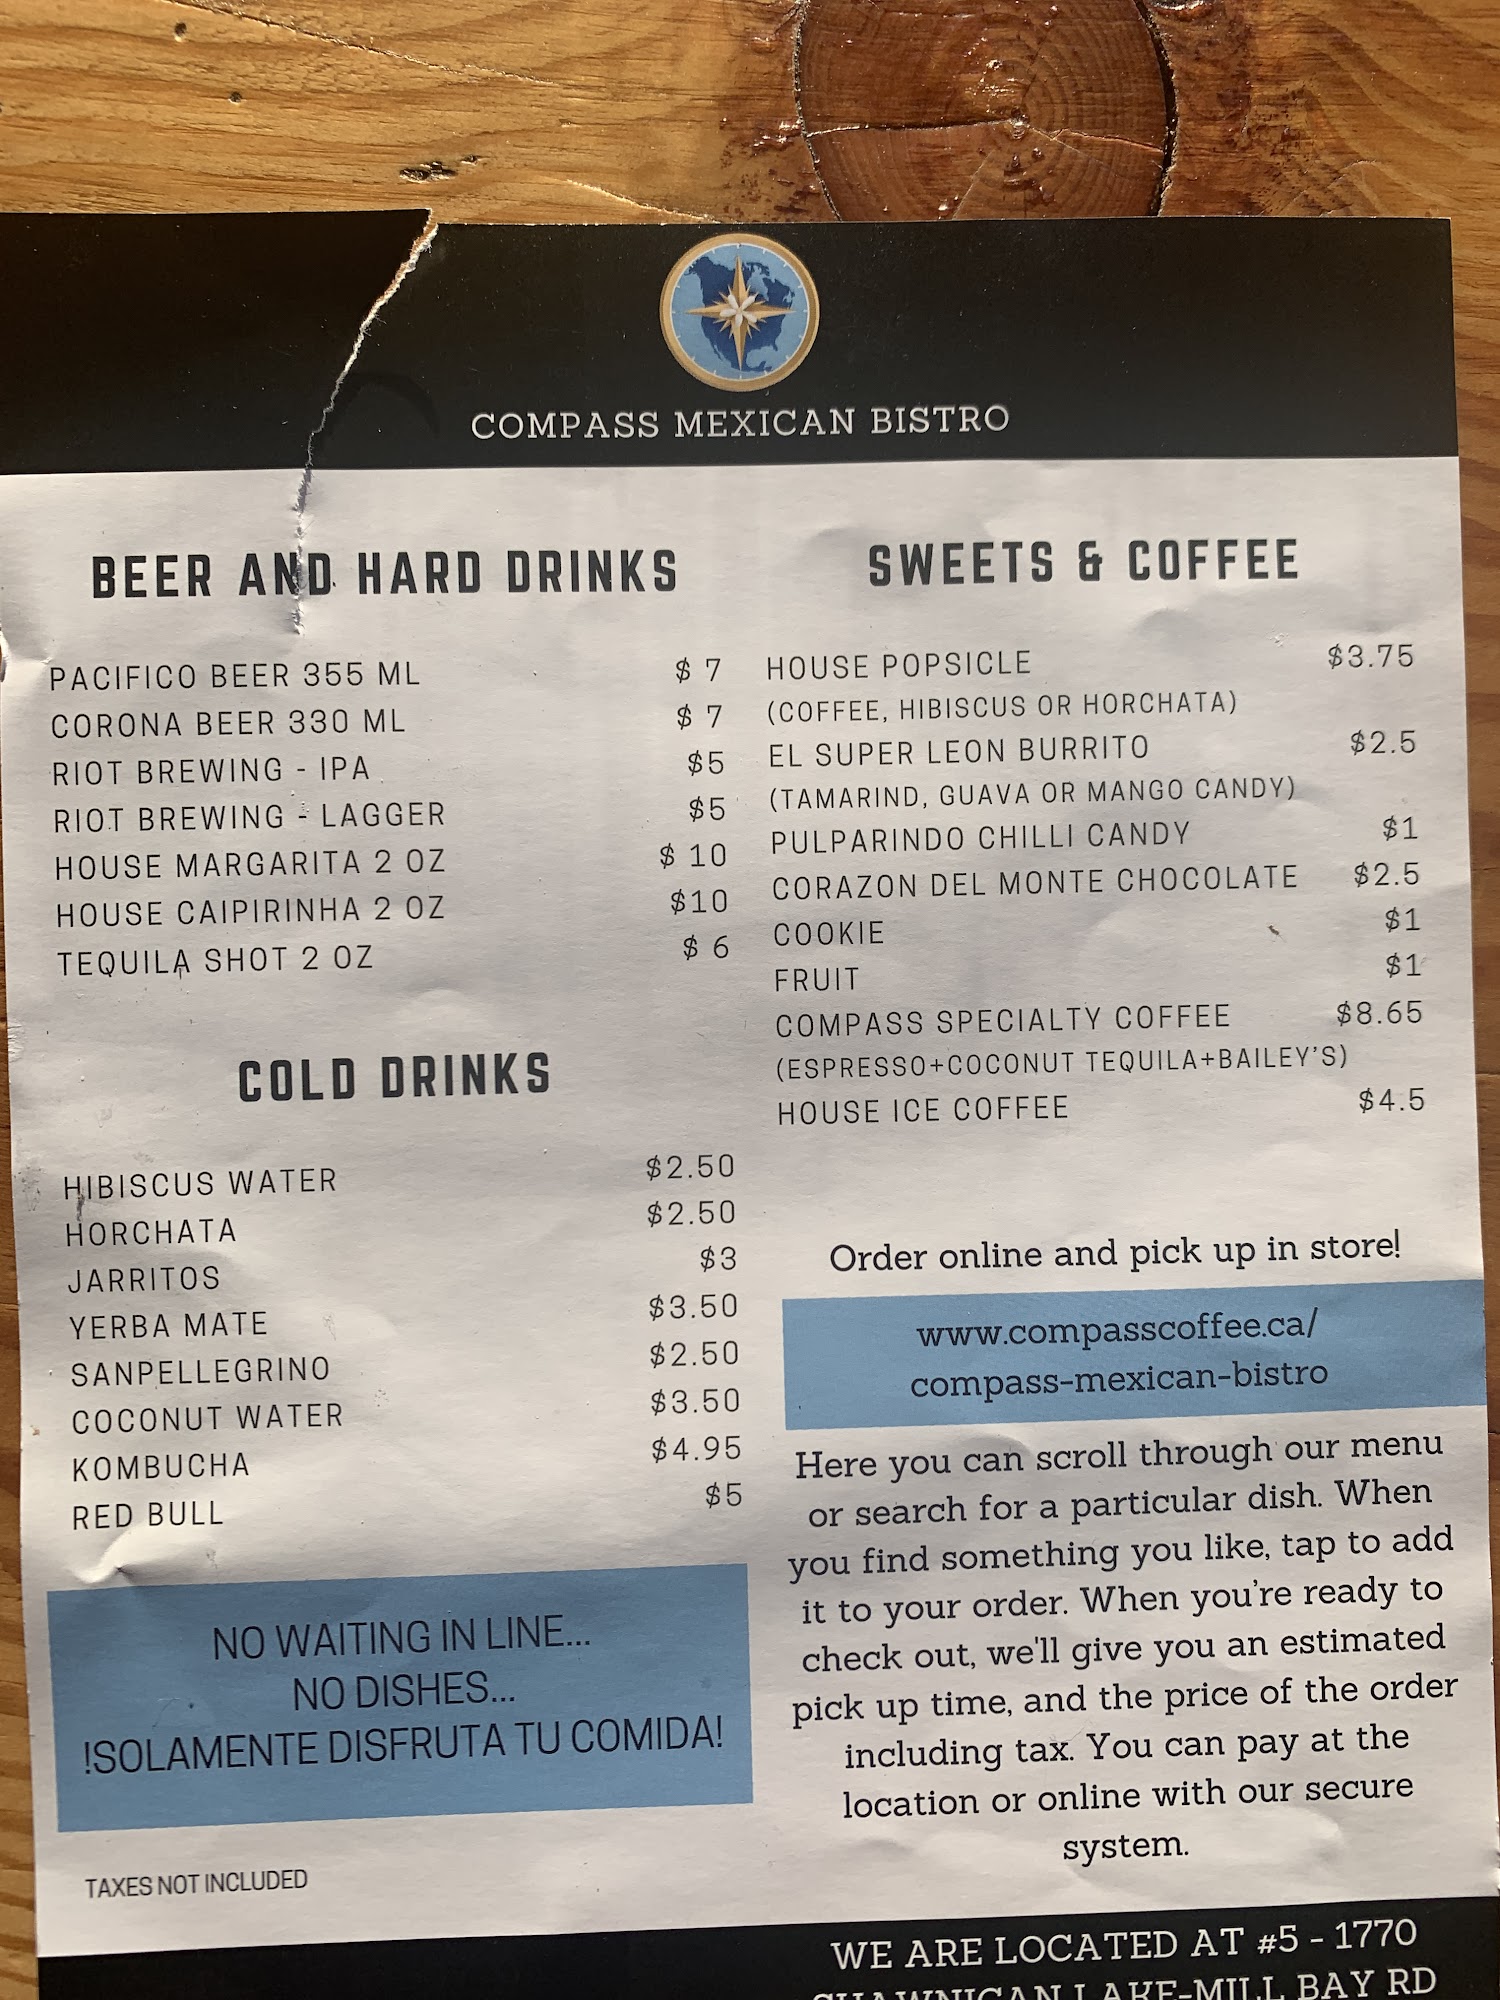 COMPASS MEXICAN BISTRO
BEER AND HARD DRINKS
PACIFICO BEER 355 ML $ 7
CORONA BEER 330 ML $ 7
RIOT BREWING - IPA $5
RIOT BREWING - LAGGER $5
HOUSE MARGARITA 2 OZ $ 10
HOUSE CAIPIRINHA 2 OZ $10
TEQUILA SHOT 2 OZ $ 6
COLD DRINKS
HIBISCUS WATER $2.50
HORCHATA $2.50
JARRITOS $3
YERBA MATE $3.50
SANPELLEGRINO $2.50
COCONUT WATER $3.50
KOMBUCHA $4.95
RED BULL $5
NO WAITING IN LINE...
NO DISHES...
!SOLAMENTE DISFRUTA TU COMIDA!
TAXES NOT INCLUDED
SWEETS & COFFEE
HOUSE POPSICLE $3.75
(COFFEE, HIBISCUS OR HORCHATA)
EL SUPER LEON BURRITO $2.5
(TAMARIND, GUAVA OR MANGO CANDY)
PULPARINDO CHILLI CANDY $1
CORAZON DEL MONTE CHOCOLATE $2.5
COOKIE $1
FRUIT $1
COMPASS SPECIALTY COFFEE $8.65
(ESPRESSO+COCONUT TEQUILA+BAILEY'S)
HOUSE ICE COFFEE $4.5
Order online and pick up in store!
www.compasscoffee.ca/
compass-mexican-bistro
Here you can scroll through our menu
or search for a particular dish. When
you find something you like, tap to add
it to your order. When you're ready to
check out, we'll give you an estimated
pick up time, and the price of the order
including tax. You can pay at the
location or online with our secure
system.
WE ARE LOCATED AT #5 - 1770
SHAWNIGAN LAKE-MILL BAY RD